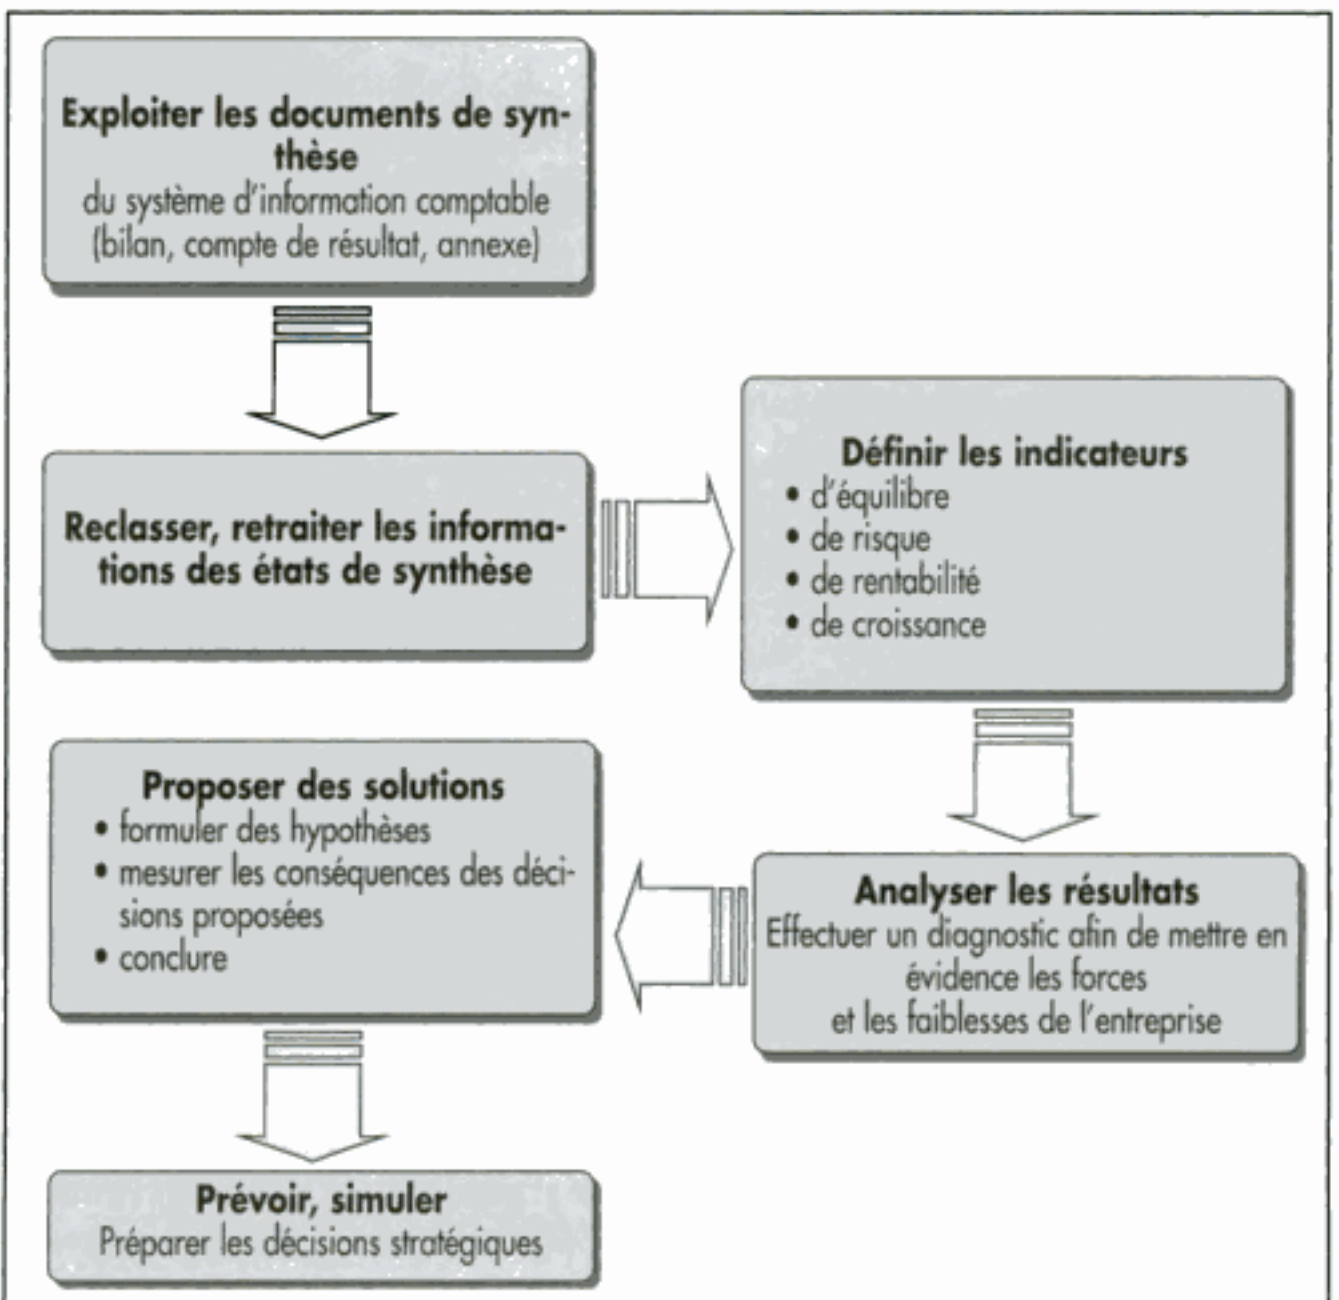 Exploiter les documents de syn-
thèse
du système d'information comptable
(bilan, compte de résultat, annexe)
Reclasser, retraiter les informa-
tions des états de synthèse
Définir les indicateurs
• d'équilibre
• de risque
• de rentabilité
• de croissance
Analyser les résultats
Effectuer un diagnostic afin de mettre en
évidence les forces
et les faiblesses de l'entreprise
Proposer des solutions
• formuler des hypothèses
• mesurer les conséquences des déci-
sions proposées
• conclure
Prévoir, simuler
Préparer les décisions stratégiques